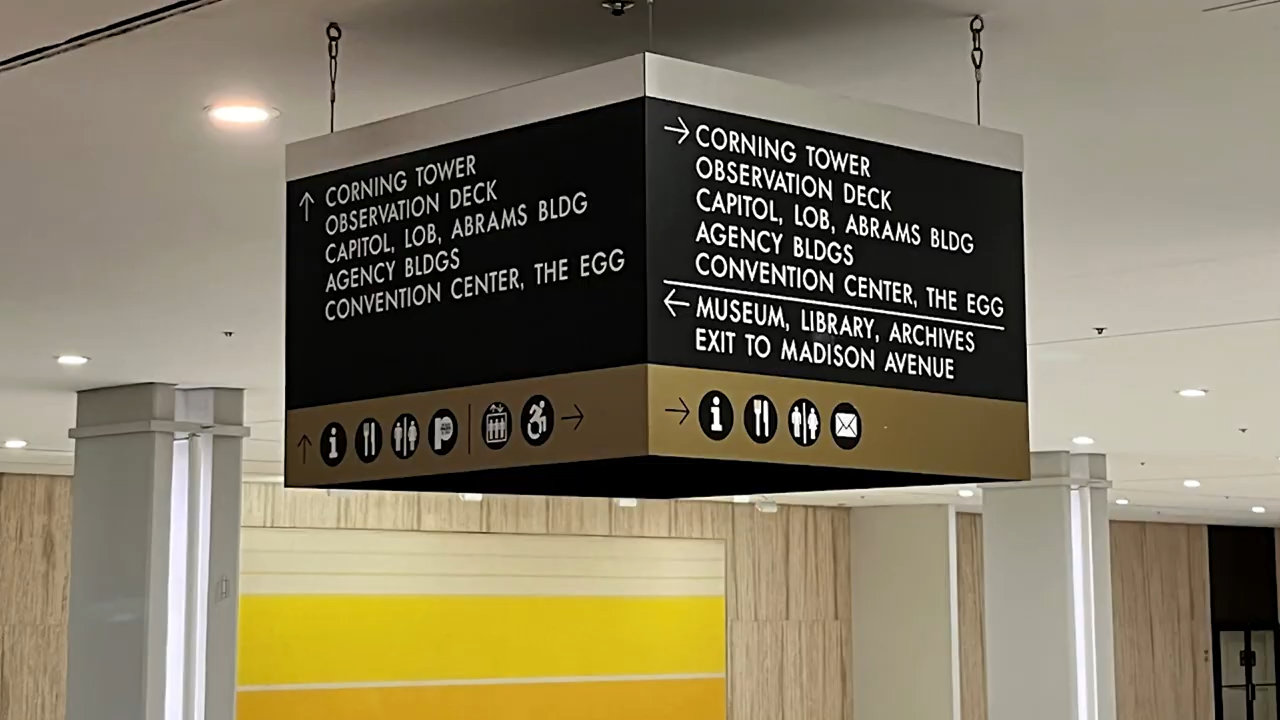 CORNING TOWER
OBSERVATION DECK
CAPITOL, LOB, ABRAMS BLDG
AGENCY BLDGS
CONVENTION CENTER, THE EGG
CORNING TOWER
OBSERVATION DECK
CAPITOL, LOB, ABRAMS BLDG
AGENCY BLDGS
CONVENTION CENTER, THE EGG
MUSEUM, LIBRARY, ARCHIVES
EXIT TO MADISON AVENUE